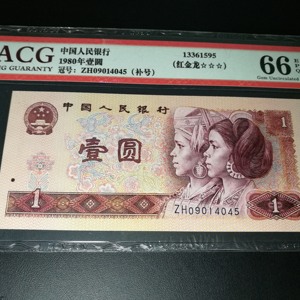 ACG
GUARANTY
中国人民银行
1980年壹圆
冠号：ZH09014045（补号）
13361595
（红金龙☆☆☆）
66
EPQ
Gem Uncirculated
中国人民银行
1
壹圆
1
ZH09014045
1